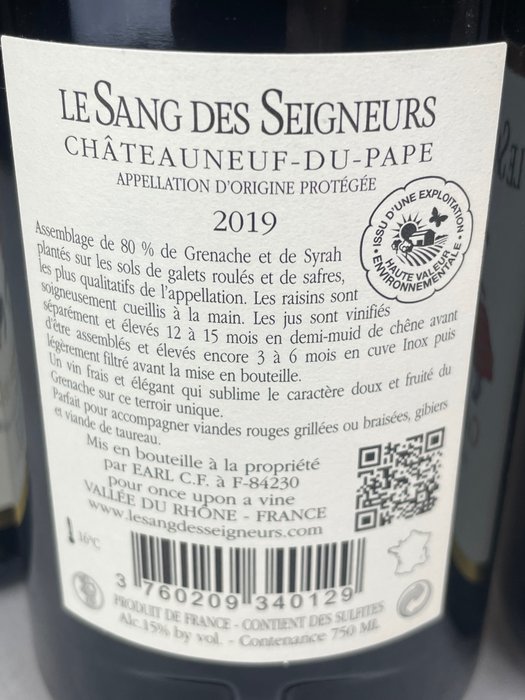 LE SANG DES SEIGNEURS
CHÂTEAUNEUF-DU-PAPE
APPELLATION D'ORIGINE PROTÉGÉE
2019
ISSU D'UNE EXPLOITATION
HAUTE VALEUR
ENVIRONNEMENTALE
Assemblage de 80 % de Grenache et de Syrah
plantés sur les sols de galets roulés et de safres,
les plus qualitatifs de l'appellation. Les raisins sont
soigneusement cueillis à la main. Les jus sont vinifiés
séparément et élevés 12 à 15 mois en demi-muid de chêne avant
d'être assemblés et élevés encore 3 à 6 mois en cuve Inox puis
légèrement filtré avant la mise en bouteille.
Un vin frais et élégant qui sublime le caractère doux et fruité du
Grenache sur ce terroir unique.
Parfait pour accompagner viandes rouges grillées ou braisées, gibiers
et viande de taureau.
Mis en bouteille à la propriété
par EARL C.F. à F-84230
pour once upon a vine
VALLÉE DU RHÔNE - FRANCE
www.lesangdesseigneurs.com
16°C
3 760209 340129
PRODUIT DE FRANCE - CONTIENT DES SULFITES
Alc.15% by vol. - Contenance 750 ML